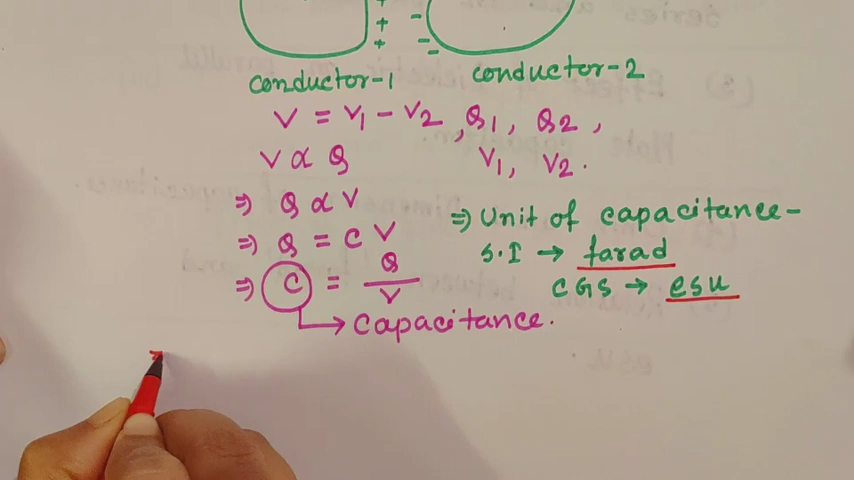 + -
+
+ -
conductor-1 conductor-2
V = V1 - V2, Q1, Q2,
V ∝ Q V1, V2.
⇒ Q ∝ V
⇒ Q = C V
⇒ C = Q/V
→ Capacitance.
⇒ Unit of capacitance-
S.I → farad
CGS → esu